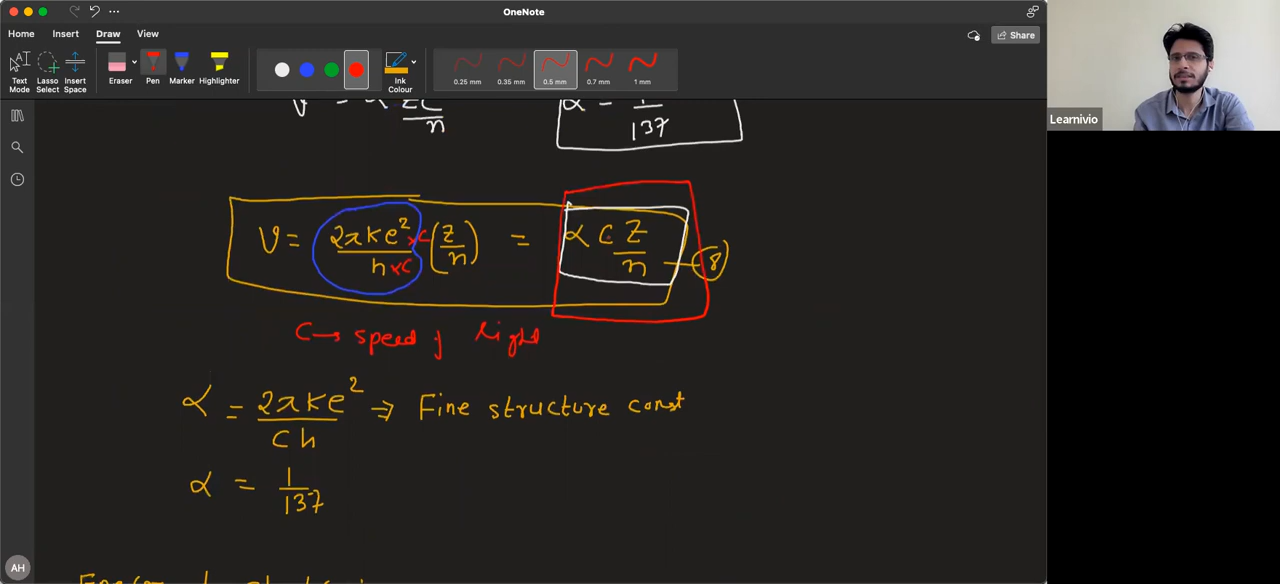 OneNote
Home Insert Draw View
Share
Text Mode
Lasso Select
Insert Space
Eraser
Pen
Marker
Highlighter
Ink Colour
0.25 mm
0.35 mm
0.5 mm
0.7 mm
1 mm
Learnivio
α = 1/137
v = 2πke²×c/h×c (Z/n) = αcZ/n — 8
C → speed of light
α = 2πke²/ch ⇒ Fine structure const
α = 1/137
AH